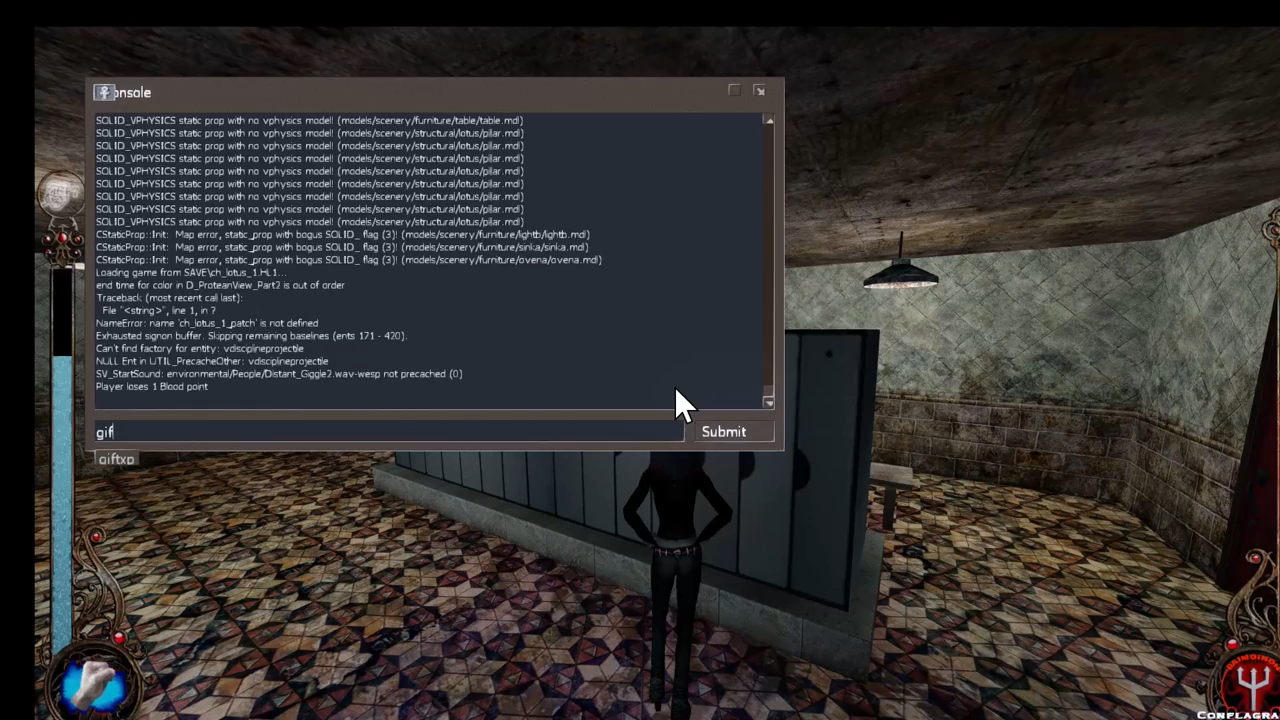 onsole
SOLID_VPHYSICS static prop with no vphysics model! (models/scenery/furniture/table/table.mdl)
SOLID_VPHYSICS static prop with no vphysics model! (models/scenery/structural/lotus/pilar.mdl)
SOLID_VPHYSICS static prop with no vphysics model! (models/scenery/structural/lotus/pilar.mdl)
SOLID_VPHYSICS static prop with no vphysics model! (models/scenery/structural/lotus/pilar.mdl)
SOLID_VPHYSICS static prop with no vphysics model! (models/scenery/structural/lotus/pilar.mdl)
SOLID_VPHYSICS static prop with no vphysics model! (models/scenery/structural/lotus/pilar.mdl)
SOLID_VPHYSICS static prop with no vphysics model! (models/scenery/structural/lotus/pilar.mdl)
SOLID_VPHYSICS static prop with no vphysics model! (models/scenery/structural/lotus/pilar.mdl)
SOLID_VPHYSICS static prop with no vphysics model! (models/scenery/structural/lotus/pilar.mdl)
CStaticProp::Init:  Map error, static_prop with bogus SOLID_ flag (3)! (models/scenery/furniture/lightb/lightb.mdl)
CStaticProp::Init:  Map error, static_prop with bogus SOLID_ flag (3)! (models/scenery/furniture/sinka/sinka.mdl)
CStaticProp::Init:  Map error, static_prop with bogus SOLID_ flag (3)! (models/scenery/furniture/ovena/ovena.mdl)
Loading game from SAVE\ch_lotus_1.HL1...
end time for color in D_ProteanView_Part2 is out of order
Traceback (most recent call last):
File "<string>", line 1, in ?
NameError: name 'ch_lotus_1_patch' is not defined
Exhausted signon buffer. Skipping remaining baselines (ents 171 - 420).
Can't find factory for entity: vdisciplineprojectile
NULL Ent in UTIL_PrecacheOther: vdisciplineprojectile
SV_StartSound: environmental/People/Distant_Giggle2.wav-wesp not precached (0)
Player loses 1 Blood point
gif
Submit
giftxp
DAIMOINON
CONFLAGRA